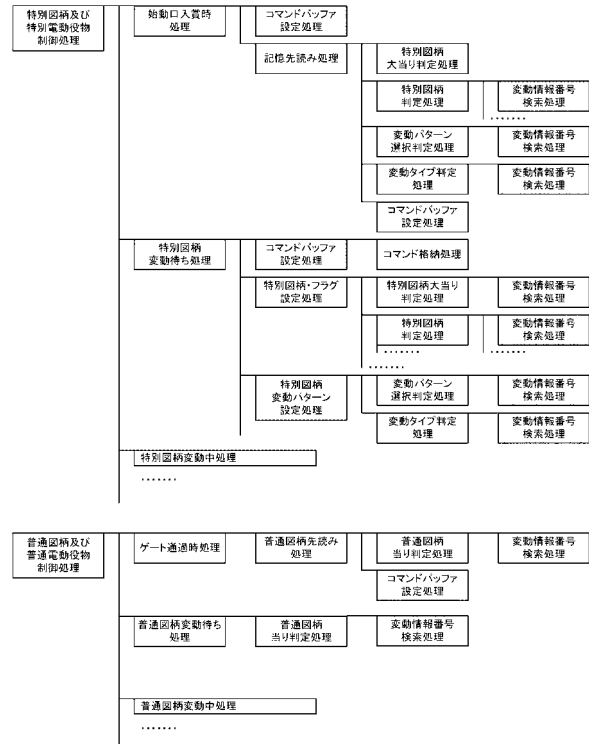 特別図柄及び
特別電動役物
制御処理
始動口入賞時
処理
コマンドバッファ
設定処理
記憶先読み処理
特別図柄
大当り判定処理
特別図柄
判定処理
変動情報番号
検索処理
.......
変動パターン
選択判定処理
変動情報番号
検索処理
変動タイプ判定
処理
変動情報番号
検索処理
コマンドバッファ
設定処理
特別図柄
変動待ち処理
コマンドバッファ
設定処理
コマンド格納処理
特別図柄・フラグ
設定処理
特別図柄大当り
判定処理
変動情報番号
検索処理
特別図柄
判定処理
変動情報番号
検索処理
.......
.......
.......
特別図柄
変動パターン
設定処理
変動パターン
選択判定処理
変動情報番号
検索処理
変動タイプ判定
処理
変動情報番号
検索処理
特別図柄変動中処理
.......
普通図柄及び
普通電動役物
制御処理
ゲート通過時処理
普通図柄先読み
処理
普通図柄
当り判定処理
変動情報番号
検索処理
コマンドバッファ
設定処理
普通図柄変動待ち
処理
普通図柄
当り判定処理
変動情報番号
検索処理
普通図柄変動中処理
.......